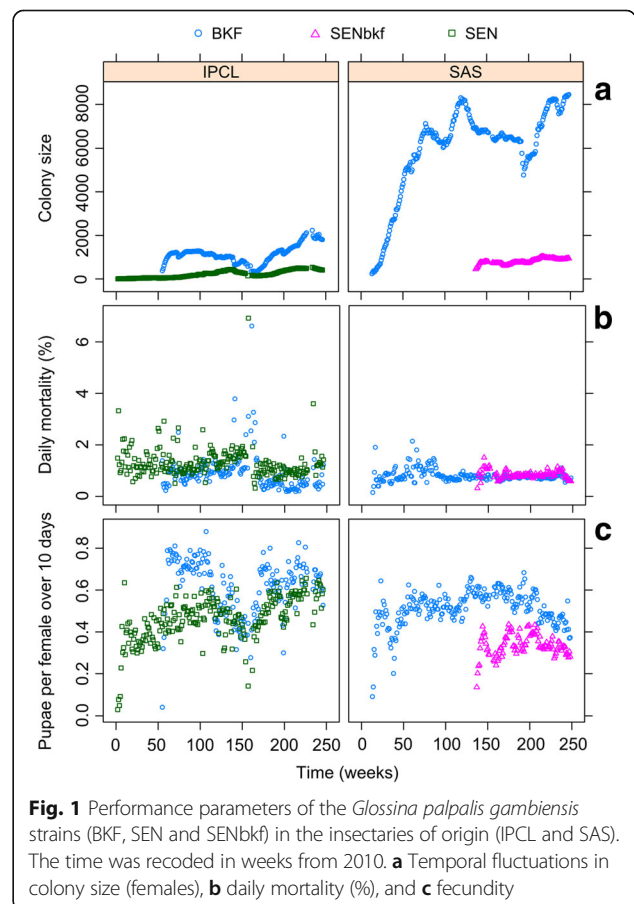 BKF SENbkf SEN
IPCL SAS
a
Colony size
8000
6000
4000
2000
0
b
Daily mortality (%)
6
4
2
0
c
Pupae per female over 10 days
0.8
0.6
0.4
0.2
0.0
0 50 100 150 200 250 0 50 100 150 200 250
Time (weeks)
Fig. 1 Performance parameters of the Glossina palpalis gambiensis
strains (BKF, SEN and SENbkf) in the insectaries of origin (IPCL and SAS).
The time was recoded in weeks from 2010. a Temporal fluctuations in
colony size (females), b daily mortality (%), and c fecundity